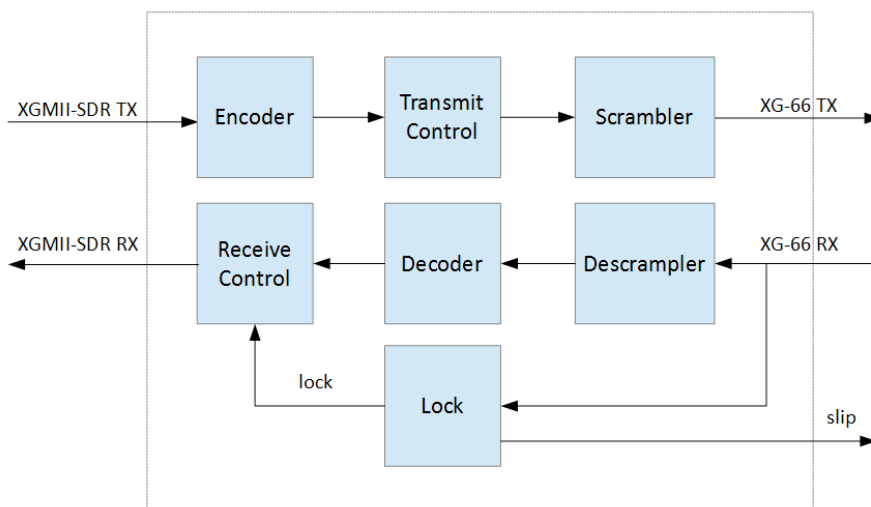 XGMII-SDR TX
Encoder
Transmit
Control
Scrambler
XG-66 TX
XGMII-SDR RX
Receive
Control
Decoder
Descrampler
XG-66 RX
lock
Lock
slip